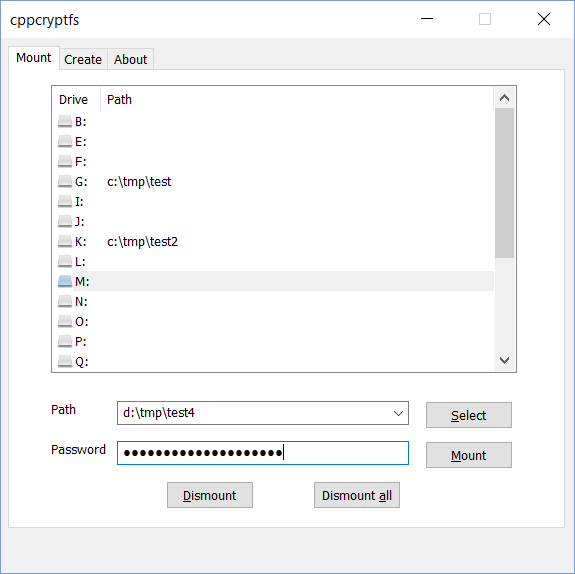 cppcryptfs
Mount Create About
Drive Path
B:
E:
F:
G: c:\tmp\test
I:
J:
K: c:\tmp\test2
L:
M:
N:
O:
P:
Q:
Path d:\tmp\test4 Select
Password ●●●●●●●●●●●●●●●●●●●● Mount
Dismount Dismount all